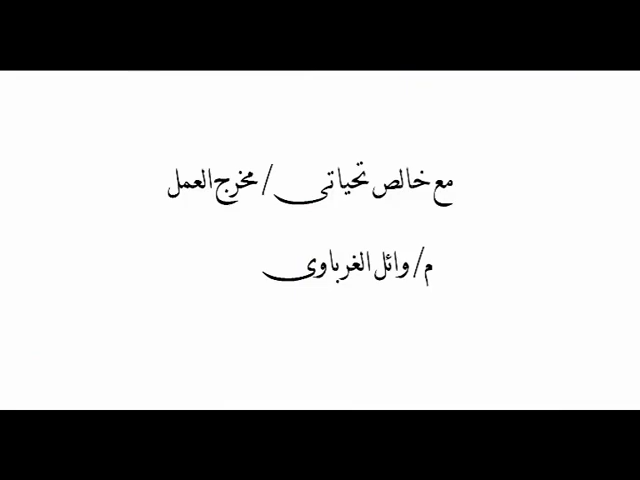 مع خالص تحياتى / مخرج العمل
م/ وائل الغرباوى